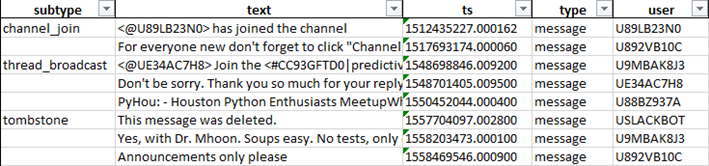 subtype text ts type user
channel_join <@U89LB23N0> has joined the channel 1512435227.000162 message U89LB23N0
For everyone new don't forget to click "Channel 1517693174.000060 message U892VB10C
thread_broadcast <@UE34AC7H8> Join the <#CC93GFTD0|predictiv 1548698846.009200 message U9MBAK8J3
Don't be sorry. Thank you so much for your reply 1548701405.009500 message UE34AC7H8
PyHou: - Houston Python Enthusiasts MeetupWh 1550452044.000400 message U88BZ937A
tombstone This message was deleted. 1557704097.002800 message USLACKBOT
Yes, with Dr. Mhoon. Soups easy. No tests, only 1558203473.000100 message U9MBAK8J3
Announcements only please 1558469546.000900 message U892VB10C